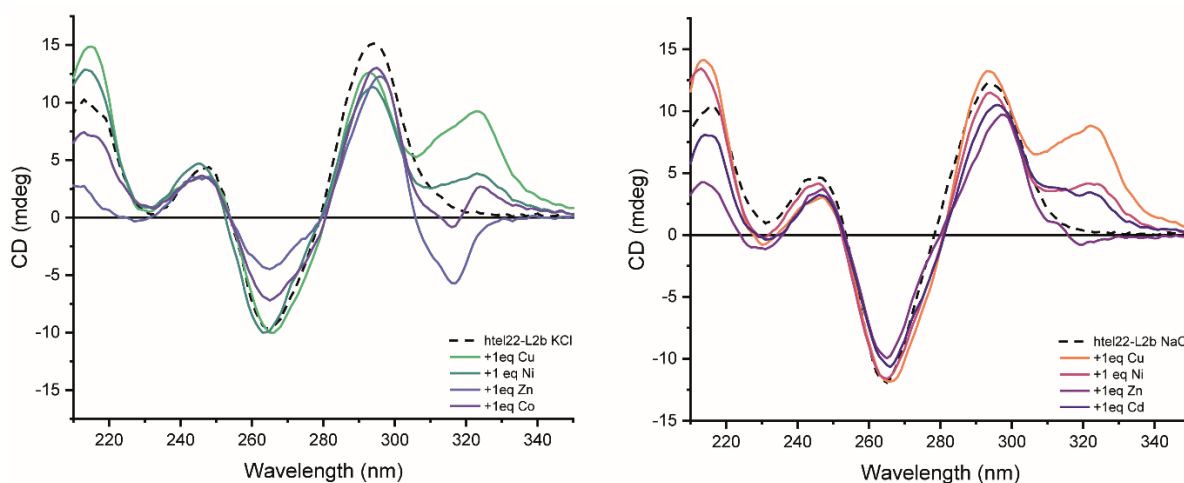 CD (mdeg)
15
10
5
0
-5
-10
-15
220 240 260 280 300 320 340
Wavelength (nm)
htel22-L2b KCl
+1eq Cu
+1 eq Ni
+1eq Zn
+1eq Co
CD (mdeg)
15
10
5
0
-5
-10
-15
220 240 260 280 300 320 340
Wavelength (nm)
htel22-L2b NaCl
+1eq Cu
+1 eq Ni
+1eq Zn
+1eq Cd